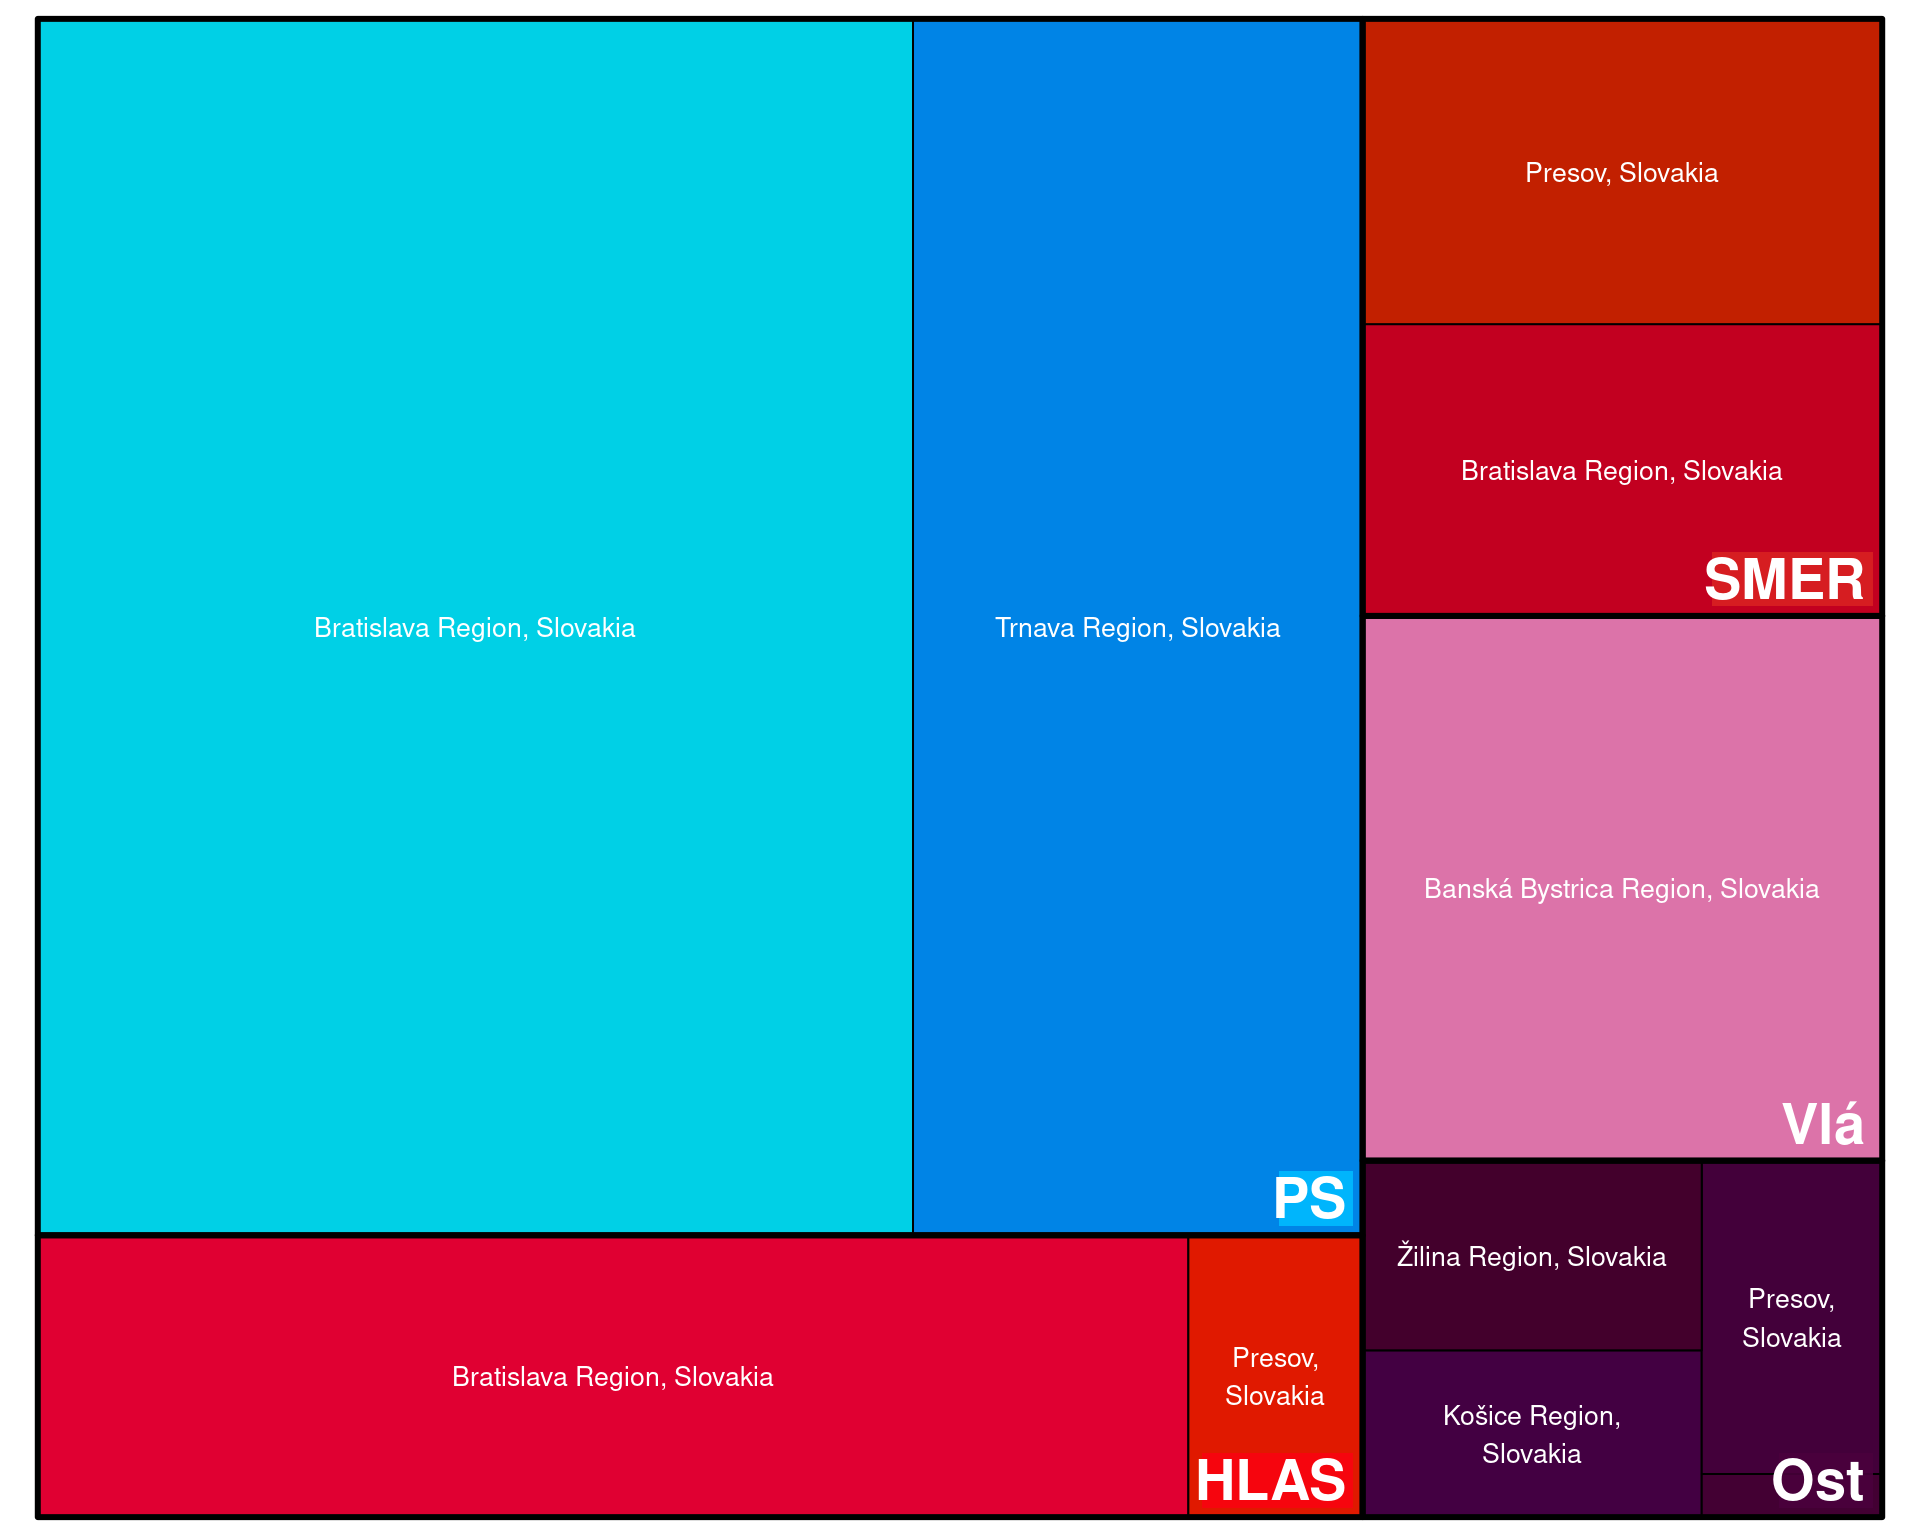 Bratislava Region, Slovakia
Trnava Region, Slovakia
PS
Presov, Slovakia
Bratislava Region, Slovakia
SMER
Banská Bystrica Region, Slovakia
Vlá
Bratislava Region, Slovakia
Presov,
Slovakia
HLAS
Žilina Region, Slovakia
Košice Region,
Slovakia
Presov,
Slovakia
Ost